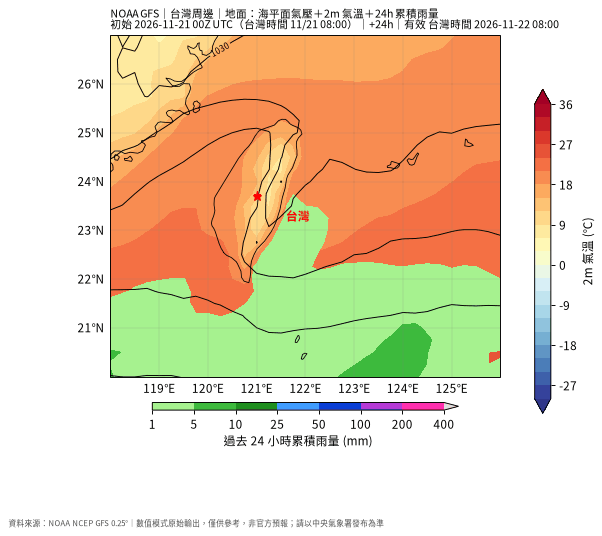 NOAA GFS｜台灣周邊｜地面：海平面氣壓＋2m 氣溫＋24h 累積雨量
初始 2026-11-21 00Z UTC（台灣時間 11/21 08:00）｜+24h｜有效 台灣時間 2026-11-22 08:00
1030
26°N
25°N
24°N
23°N
22°N
21°N
台灣
119°E 120°E 121°E 122°E 123°E 124°E 125°E
36
27
18
9
0
-9
-18
-27
2m 氣溫 (℃)
1 5 10 25 50 100 200 400
過去 24 小時累積雨量 (mm)
資料來源：NOAA NCEP GFS 0.25°｜數值模式原始輸出，僅供參考，非官方預報；請以中央氣象署發布為準